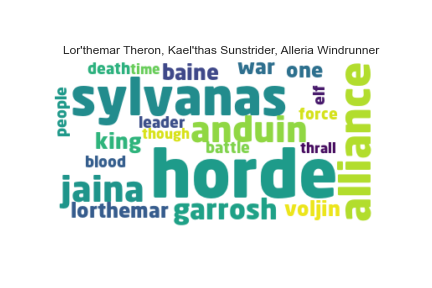 Lor'themar Theron, Kael'thas Sunstrider, Alleria Windrunner
death
time
baine
war
one
people
sylvanas
elf
alliance
leader
anduin
force
king
though
battle
thrall
blood
horde
jaina
lorthemar
garrosh
voljin